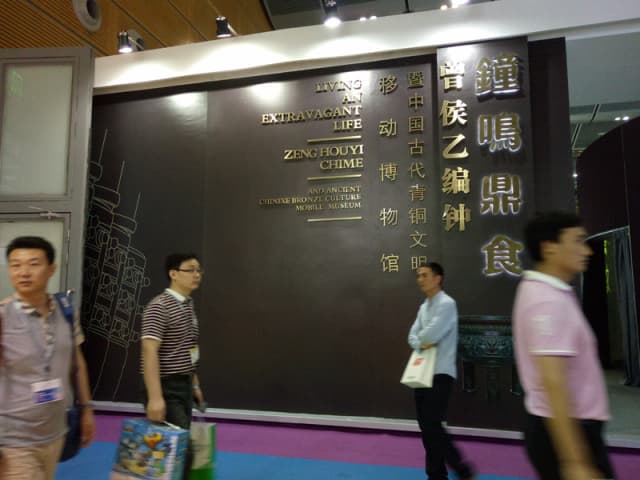 LIVING
AN
EXTRAVAGANT
LIFE
ZENG HOUYI
CHIME
AND ANCIENT
CHINESE BRONZE CULTURE
MOBILE MUSEUM
鐘鳴鼎食
曾侯乙编钟
暨中国古代青铜文明
移动博物馆